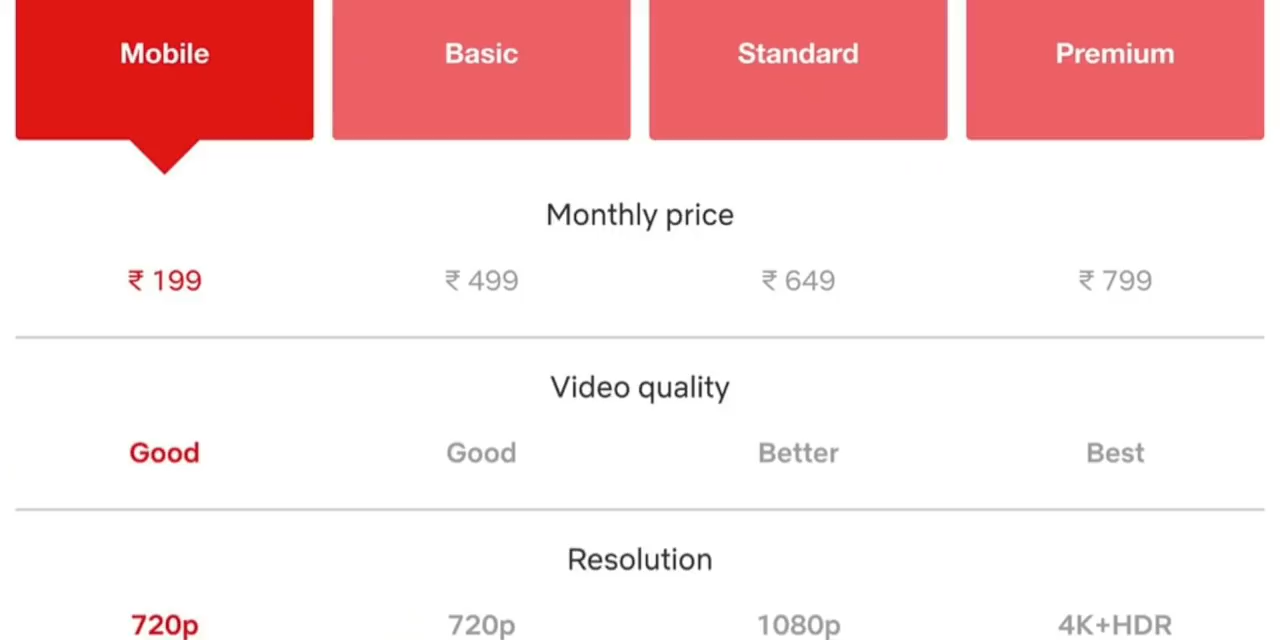 Mobile Basic Standard Premium
Monthly price
₹ 199 ₹ 499 ₹ 649 ₹ 799
Video quality
Good Good Better Best
Resolution
720p 720p 1080p 4K+HDR